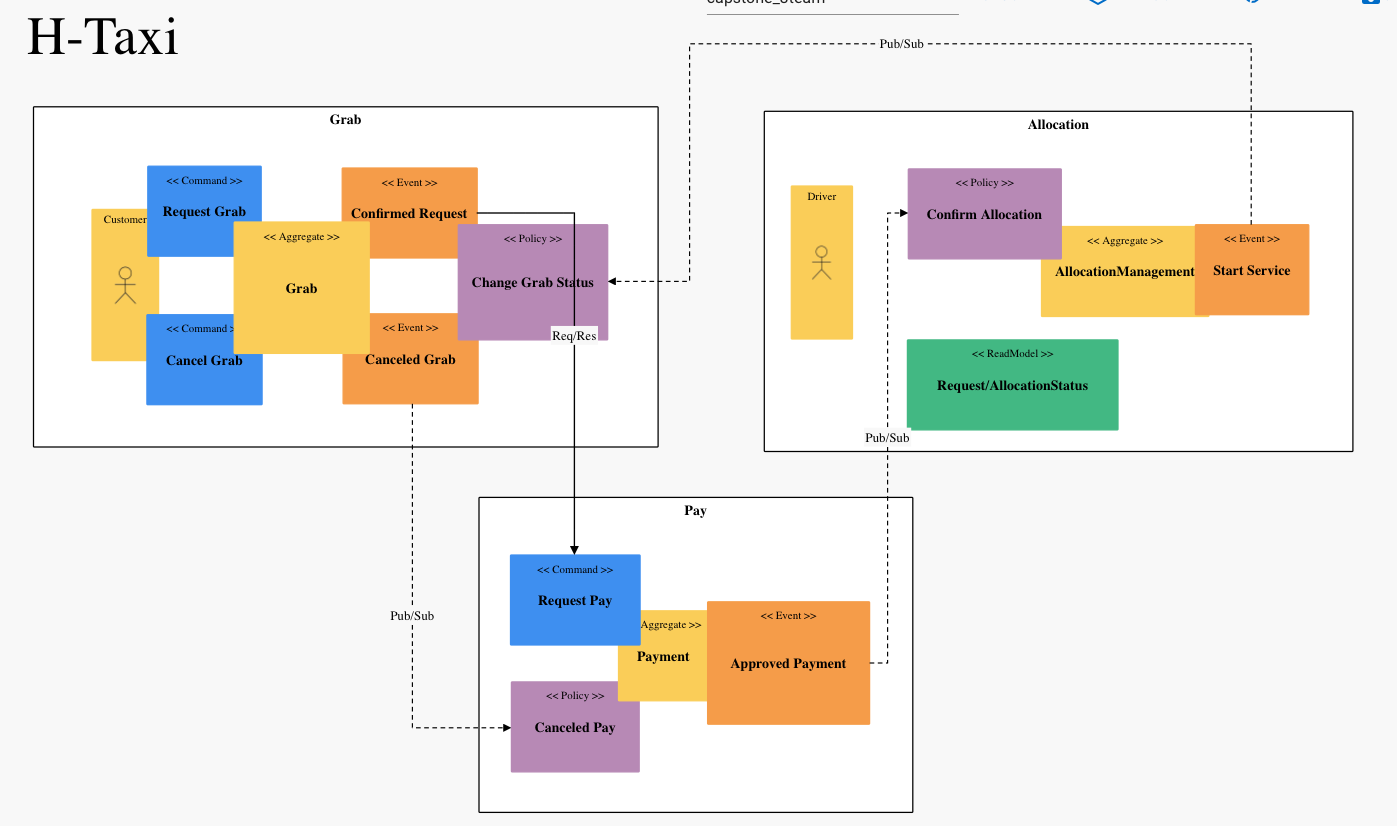 capstone_steam
H-Taxi
Pub/Sub
Grab
<< Command >>
Request Grab
Customer
<< Aggregate >>
Grab
<< Command >
Cancel Grab
<< Event >>
Confirmed Request
<< Policy >>
Change Grab Status
Req/Res
<< Event >>
Canceled Grab
Allocation
Driver
<< Policy >>
Confirm Allocation
<< Aggregate >>
AllocationManagement
<< Event >>
Start Service
<< ReadModel >>
Request/AllocationStatus
Pub/Sub
Pay
<< Command >>
Request Pay
Aggregate >>
Payment
<< Event >>
Approved Payment
Pub/Sub
<< Policy >>
Canceled Pay